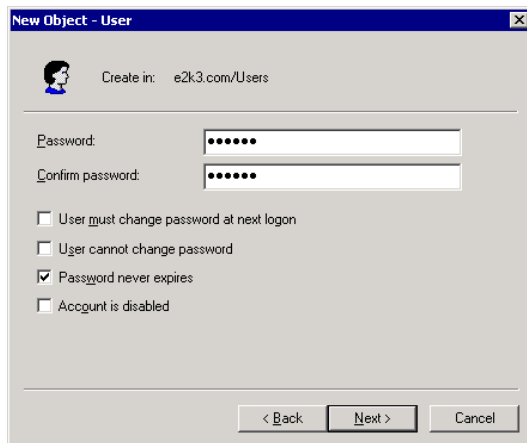 New Object - User
Create in: e2k3.com/Users
Password: ●●●●●●
Confirm password: ●●●●●●
User must change password at next logon
User cannot change password
Password never expires
Account is disabled
< Back Next > Cancel